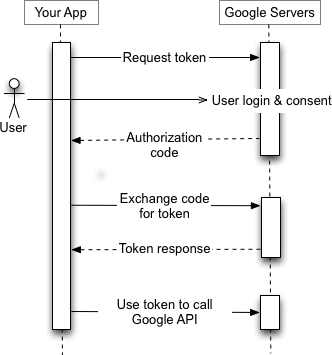 Your App
Google Servers
Request token
User login & consent
User
Authorization
code
Exchange code
for token
Token response
Use token to call
Google API